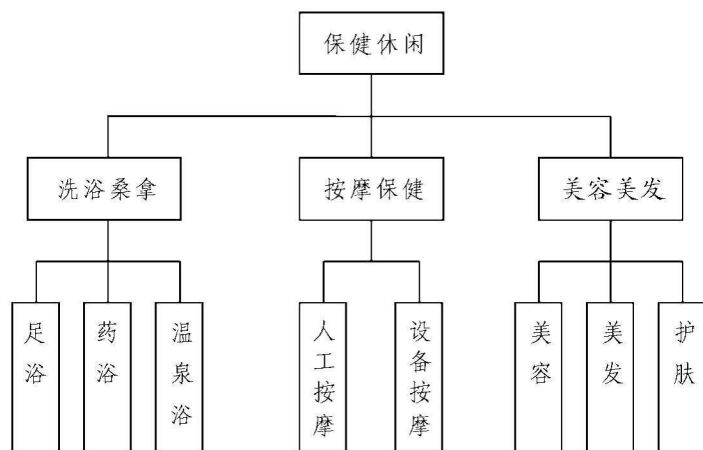 保健休闲
洗浴桑拿
按摩保健
美容美发
足浴
药浴
温泉浴
人工按摩
设备按摩
美容
美发
护肤